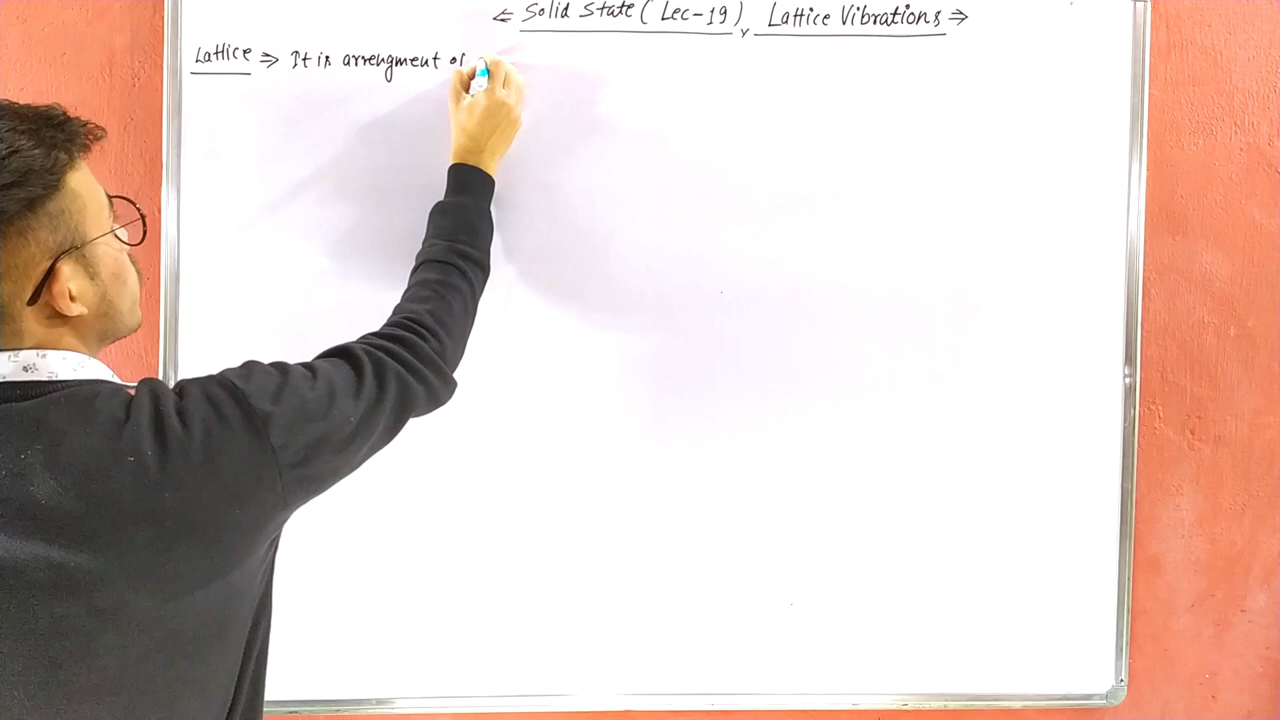 ⇐ Solid State ( Lec-19 ), Lattice Vibrations ⇒
Lattice ⇒ It is arrengment of